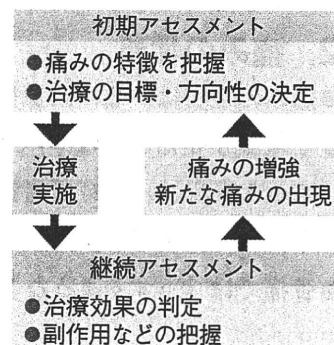 初期アセスメント
●痛みの特徴を把握
●治療の目標・方向性の決定
治療
実施
痛みの増強
新たな痛みの出現
継続アセスメント
●治療効果の判定
●副作用などの把握